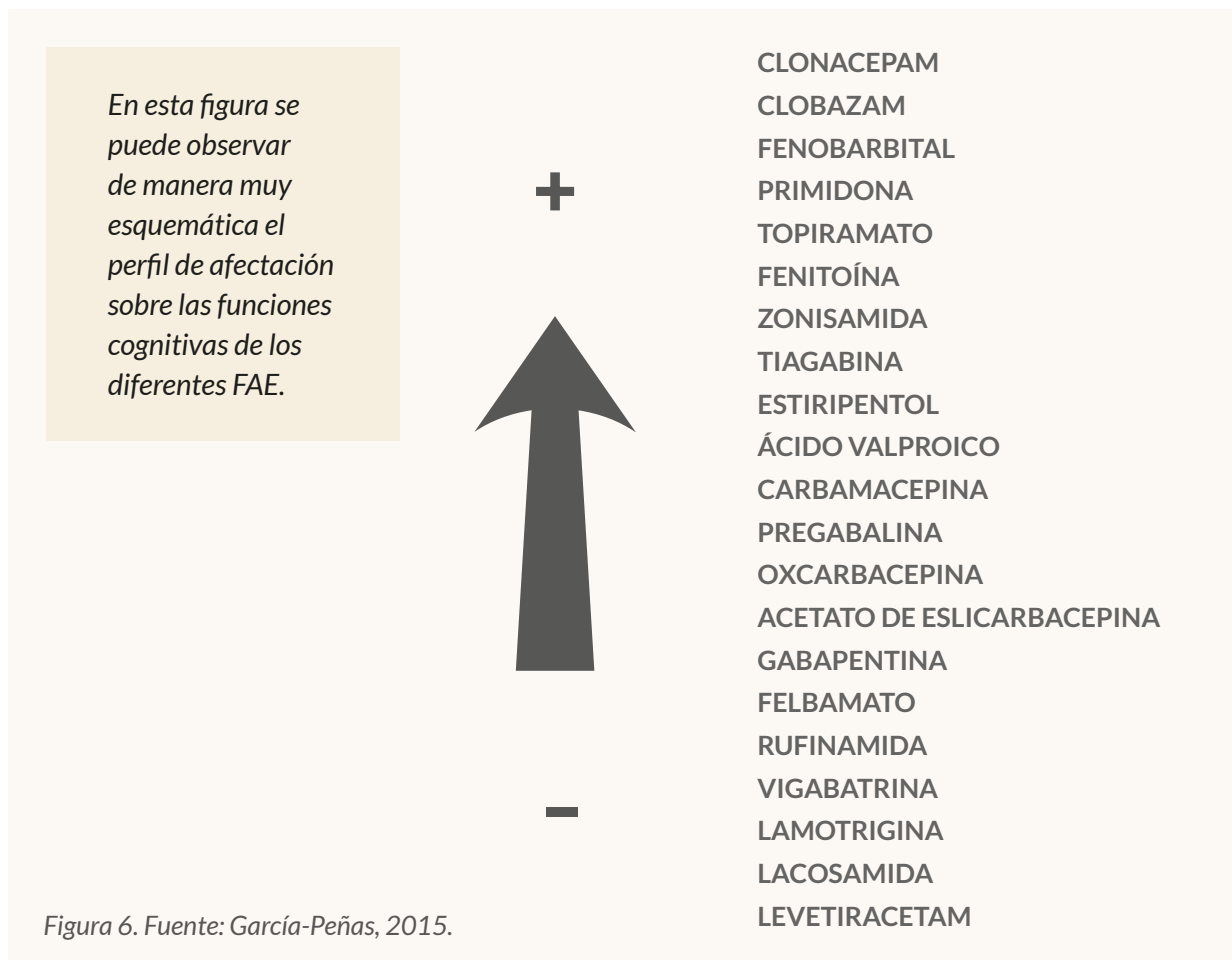 En esta figura se
puede observar
de manera muy
esquemática el
perfil de afectación
sobre las funciones
cognitivas de los
diferentes FAE.
+
-
CLONACEPAM
CLOBAZAM
FENOBARBITAL
PRIMIDONA
TOPIRAMATO
FENITOÍNA
ZONISAMIDA
TIAGABINA
ESTIRIPENTOL
ÁCIDO VALPROICO
CARBAMACEPINA
PREGABALINA
OXCARBACEPINA
ACETATO DE ESLICARBACEPINA
GABAPENTINA
FELBAMATO
RUFINAMIDA
VIGABATRINA
LAMOTRIGINA
LACOSAMIDA
LEVETIRACETAM
Figura 6. Fuente: García-Peñas, 2015.